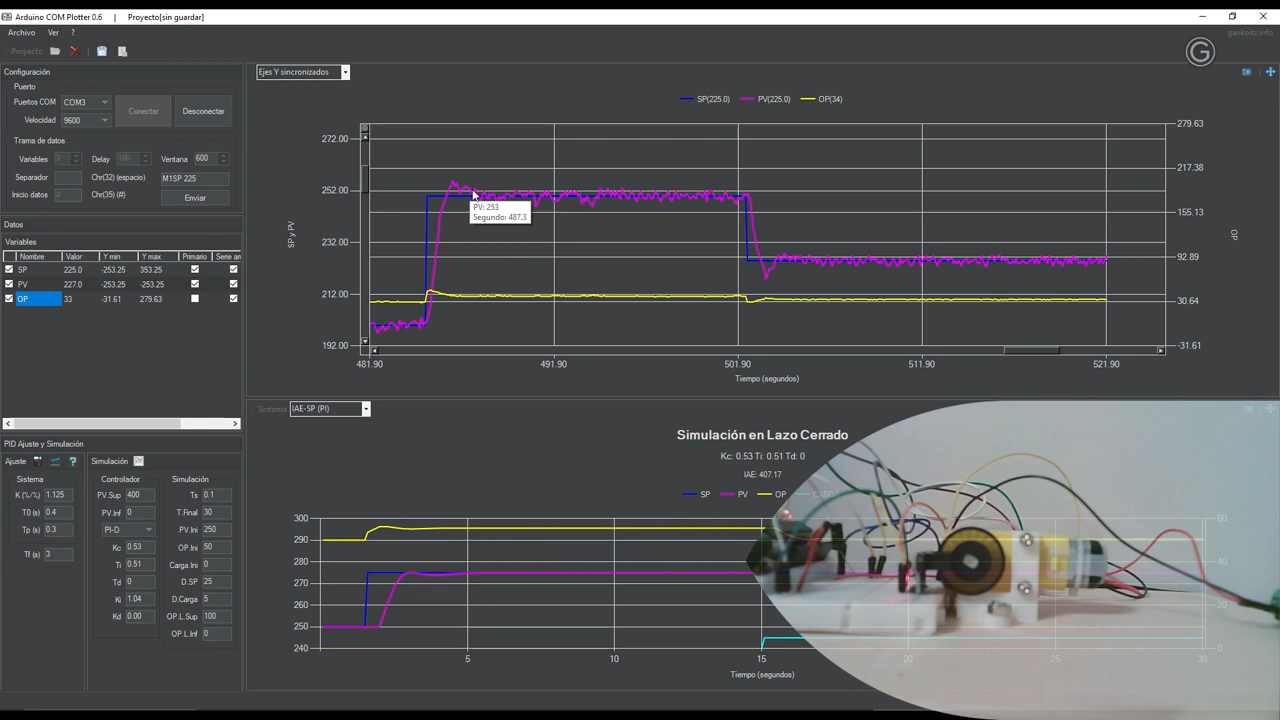 Arduino COM Plotter 0.6 | Proyecto[sin guardar]
Archivo Ver ?
garikoitz.info
Proyecto
G
Configuración
Puerto
Puertos COM COM3 Conectar Desconectar
Velocidad 9600
Trama de datos
Variables 3 Delay 100 Ventana 600
Separador Chr(32) (espacio) M1SP 225
Inicio datos # Chr(35) (#) Enviar
Datos
Variables
Nombre Valor Y min Y max Primario Serie an
SP 225.0 -253.25 353.25
PV 227.0 -253.25 -253.25
OP 33 -31.61 279.63
PID Ajuste y Simulación
Ajuste ? Simulación
Sistema Controlador Simulación
K (%/%) 1.125 PV.Sup 400 Ts 0.1
T0 (s) 0.4 PV.Inf 0 T.Final 30
Tp (s) 0.3 PI-D PV.Ini 250
Tf (s) 3 Kc 0.53 OP.Ini 50
Ti 0.51 Carga.Ini 0
Td 0 D.SP 25
Ki 1.04 D.Carga 5
Kd 0.00 OP.L.Sup 100
OP.L.Inf 0
Ejes Y sincronizados
SP(225.0) PV(225.0) OP(34)
272.00
252.00
232.00
212.00
192.00
SP y PV
279.63
217.38
155.13
92.89
30.64
-31.61
OP
PV: 253
Segundo: 487.3
481.90 491.90 501.90 511.90 521.90
Tiempo (segundos)
Sintonía IAE-SP (PI)
Simulación en Lazo Cerrado
Kc: 0.53 Ti: 0.51 Td: 0
IAE: 407.17
SP PV OP CARGA
300
290
280
270
260
250
240
60
40
20
0
5 10 15 20 25 30
Tiempo (segundos)